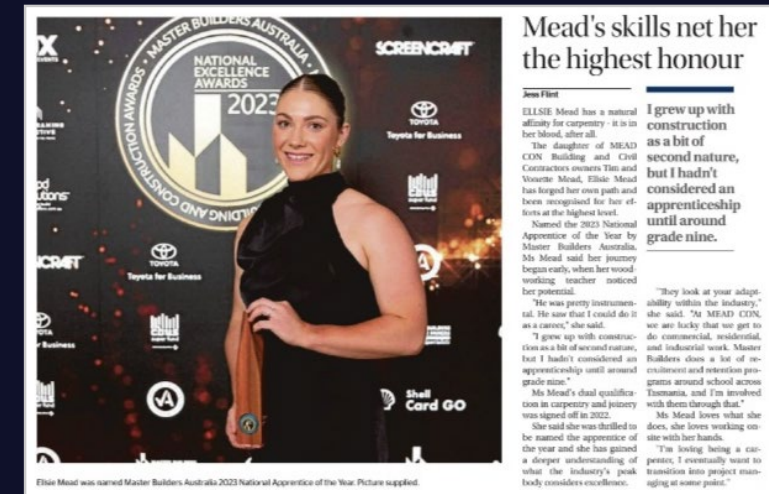 MASTER BUILDERS AUSTRALIA •
BUILDING AND CONSTRUCTION AWARDS •
NATIONAL
EXCELLENCE
AWARDS
2023
SCREENCRAFT
TOYOTA
Toyota for Business
TOYOTA
Toyota for Business
Shell
Card GO
Ellsie Mead was named Master Builders Australia 2023 National Apprentice of the Year. Picture supplied.
Mead's skills net her
the highest honour
Jess Flint
ELLSIE Mead has a natural
affinity for carpentry - it is in
her blood, after all.
The daughter of MEAD
CON Building and Civil
Contractors owners Tim and
Vonette Mead, Ellsie Mead
has forged her own path and
been recognised for her ef-
forts at the highest level.
Named the 2023 National
Apprentice of the Year by
Master Builders Australia,
Ms Mead said her journey
began early, when her wood-
working teacher noticed
her potential.
"He was pretty instrumen-
tal. He saw that I could do it
as a career," she said.
"I grew up with construc-
tion as a bit of second nature,
but I hadn't considered an
apprenticeship until around
grade nine."
Ms Mead's dual qualifica-
tion in carpentry and joinery
was signed off in 2022.
She said she was thrilled to
be named the apprentice of
the year and she has gained
a deeper understanding of
what the industry's peak
body considers excellence.
I grew up with
construction
as a bit of
second nature,
but I hadn't
considered an
apprenticeship
until around
grade nine.
"They look at your adapt-
ability within the industry,"
she said. "At MEAD CON,
we are lucky that we get to
do commercial, residential,
and industrial work. Master
Builders does a lot of re-
cruitment and retention pro-
grams around school across
Tasmania, and I'm involved
with them through that."
Ms Mead loves what she
does, she loves working on-
site with her hands.
"I'm loving being a car-
penter, I eventually want to
transition into project man-
aging at some point."